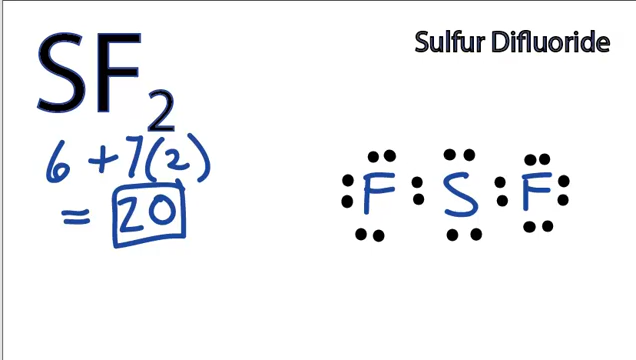 SF2
Sulfur Difluoride
6 + 7(2)
= 20
F S F